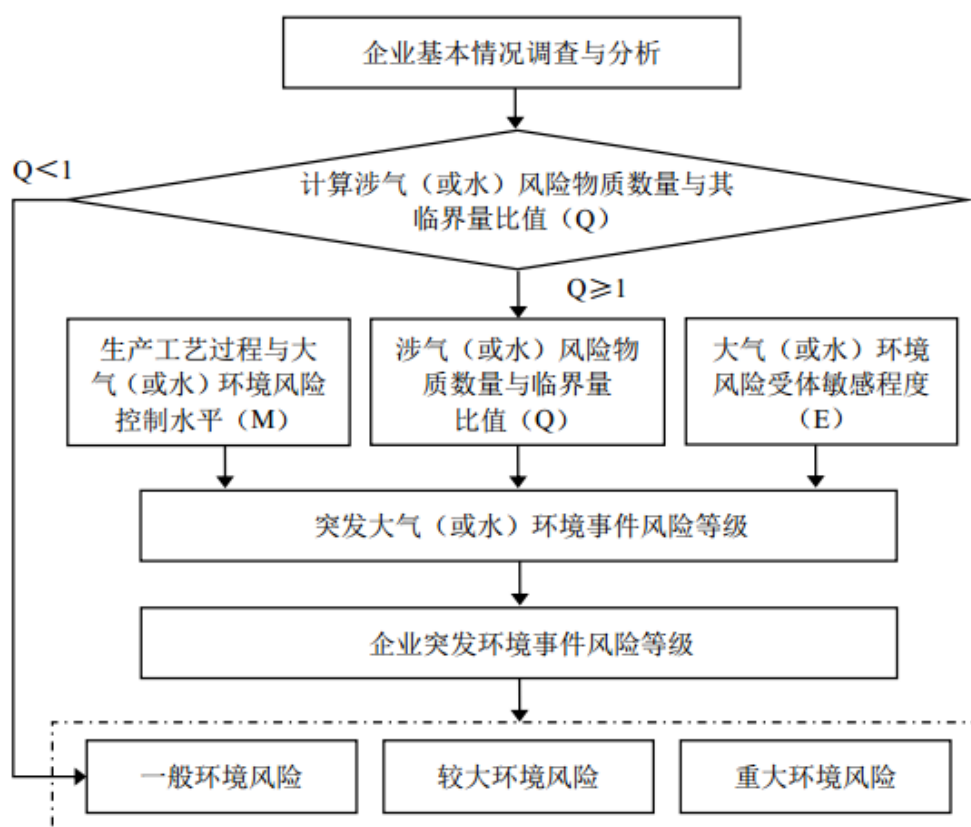 企业基本情况调查与分析
Q＜1
计算涉气（或水）风险物质数量与其
临界量比值（Q）
Q≥1
生产工艺过程与大
气（或水）环境风险
控制水平（M）
涉气（或水）风险物
质数量与临界量
比值（Q）
大气（或水）环境
风险受体敏感程度
（E）
突发大气（或水）环境事件风险等级
企业突发环境事件风险等级
一般环境风险
较大环境风险
重大环境风险